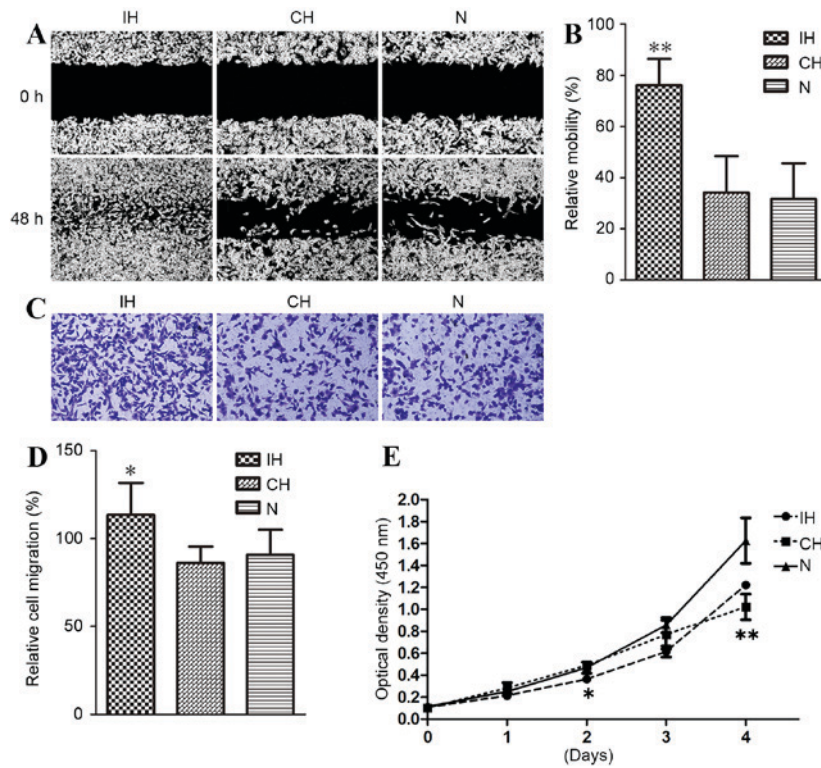 A
IH CH N
0 h
48 h
B
Relative mobility (%)
100
80
60
40
20
0
**
IH
CH
N
C
IH CH N
D
Relative cell migration (%)
150
100
50
0
*
IH
CH
N
E
Optical density (450 nm)
2.0
1.8
1.6
1.4
1.2
1.0
0.8
0.6
0.4
0.2
0.0
IH
CH
N
**
*
0 1 2 3 4
(Days)